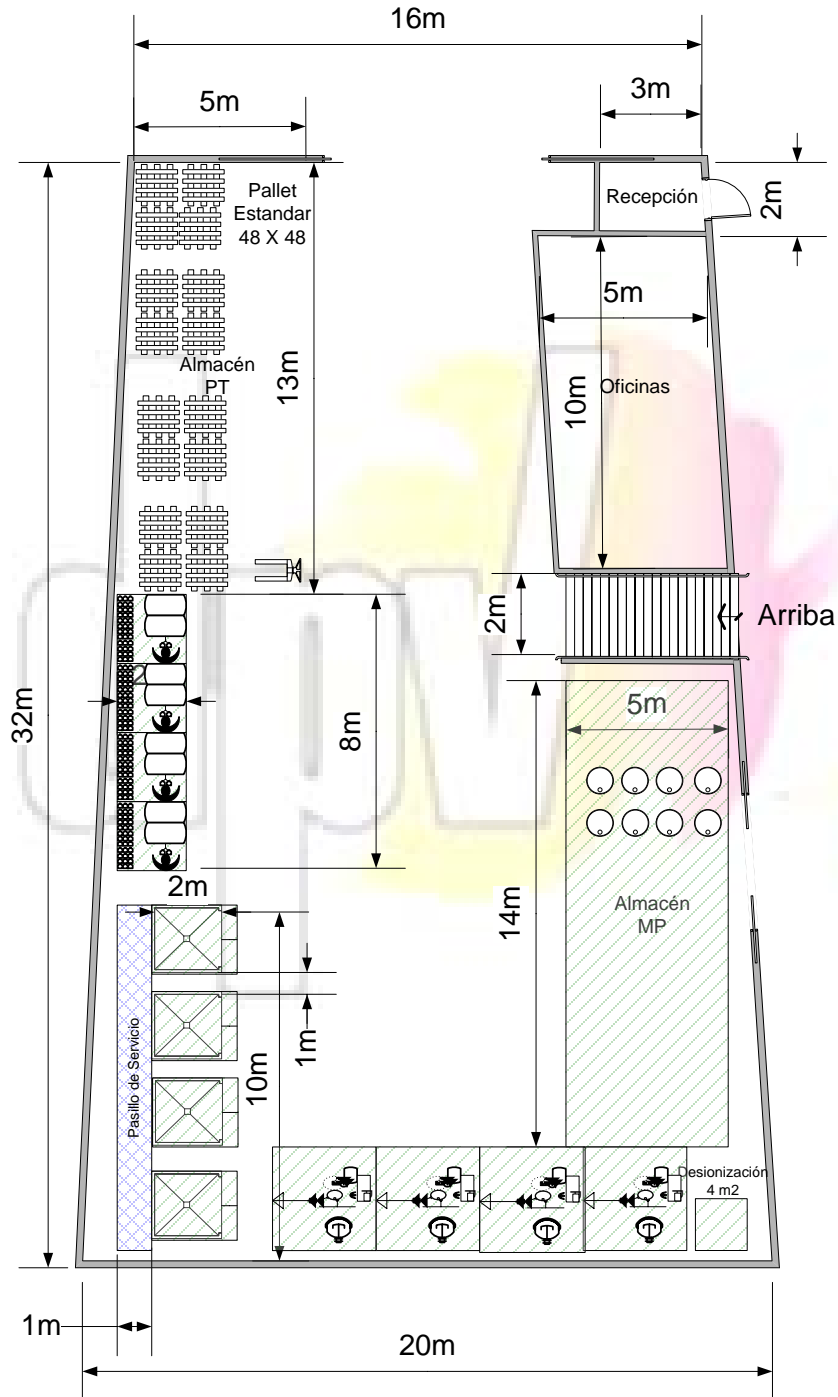 16m
5m
3m
Pallet
Estandar
48 X 48
Recepción
2m
5m
Almacén
PT
13m
10m
Oficinas
2m
Arriba
32m
2
8m
5m
2m
14m
Almacén
MP
Pasillo de Servicio
1m
10m
Desionización
4 m2
1m
20m